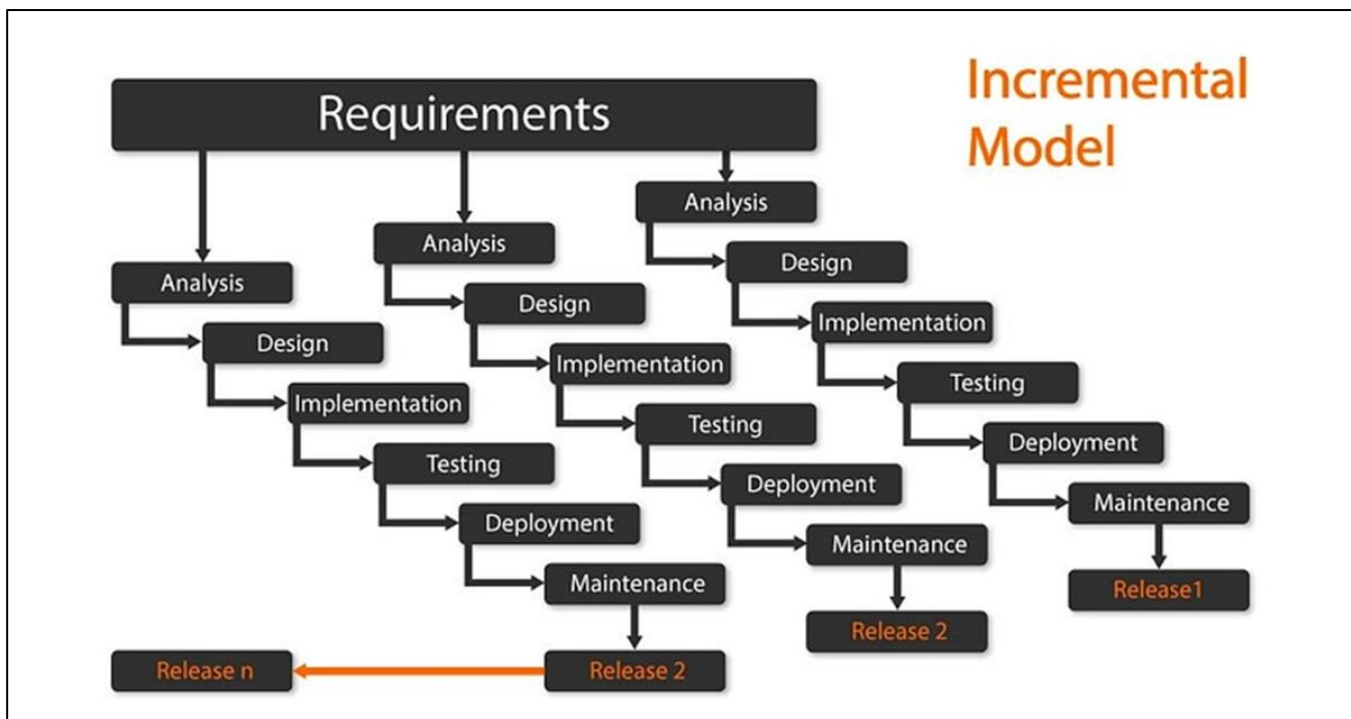 Incremental
Model
Requirements
Analysis
Design
Implementation
Testing
Deployment
Maintenance
Release 2
Release n
Analysis
Design
Implementation
Testing
Deployment
Maintenance
Release 2
Analysis
Design
Implementation
Testing
Deployment
Maintenance
Release1